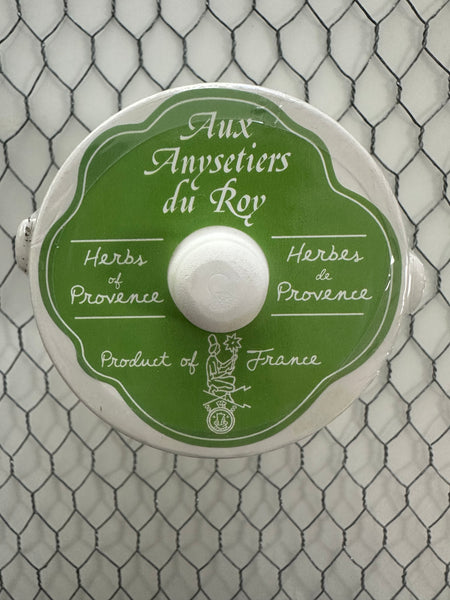 Aux
Anysetiers
du Roy
Herbs
of
Provence
Herbes
de
Provence
Product of France